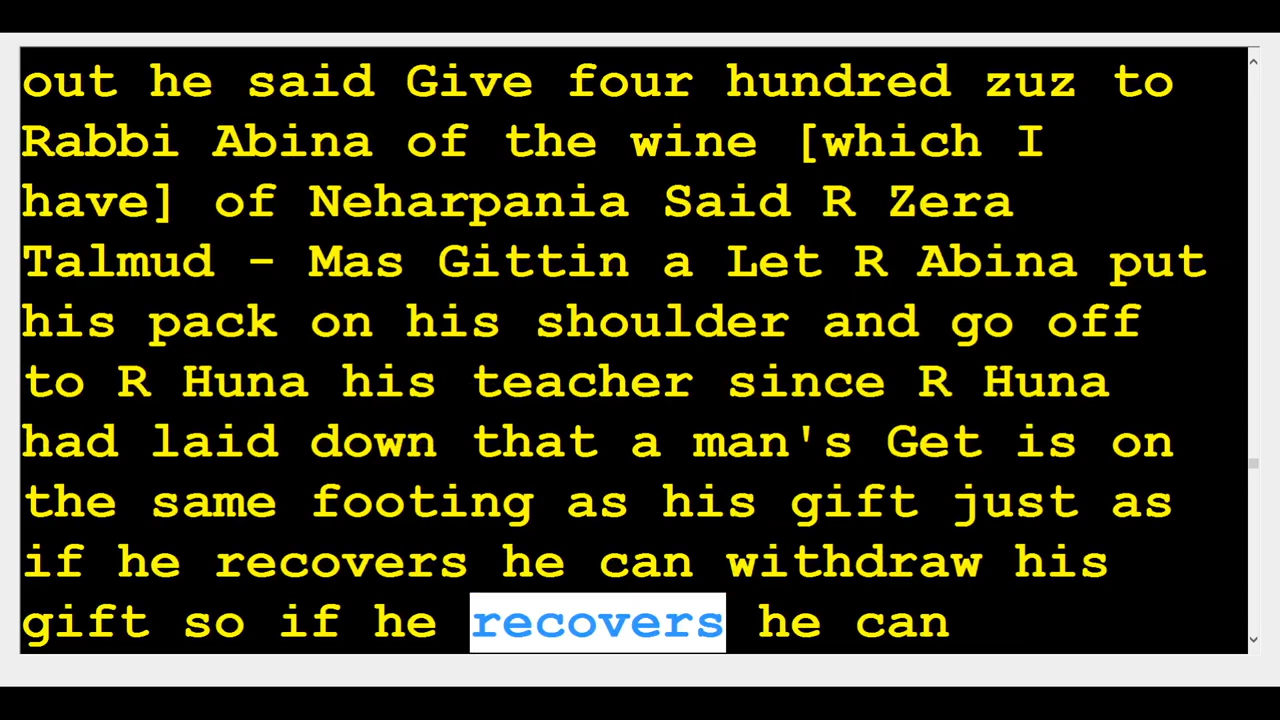 out he said Give four hundred zuz to
Rabbi Abina of the wine [which I
have] of Neharpania Said R Zera
Talmud - Mas Gittin a Let R Abina put
his pack on his shoulder and go off
to R Huna his teacher since R Huna
had laid down that a man's Get is on
the same footing as his gift just as
if he recovers he can withdraw his
gift so if he recovers he can